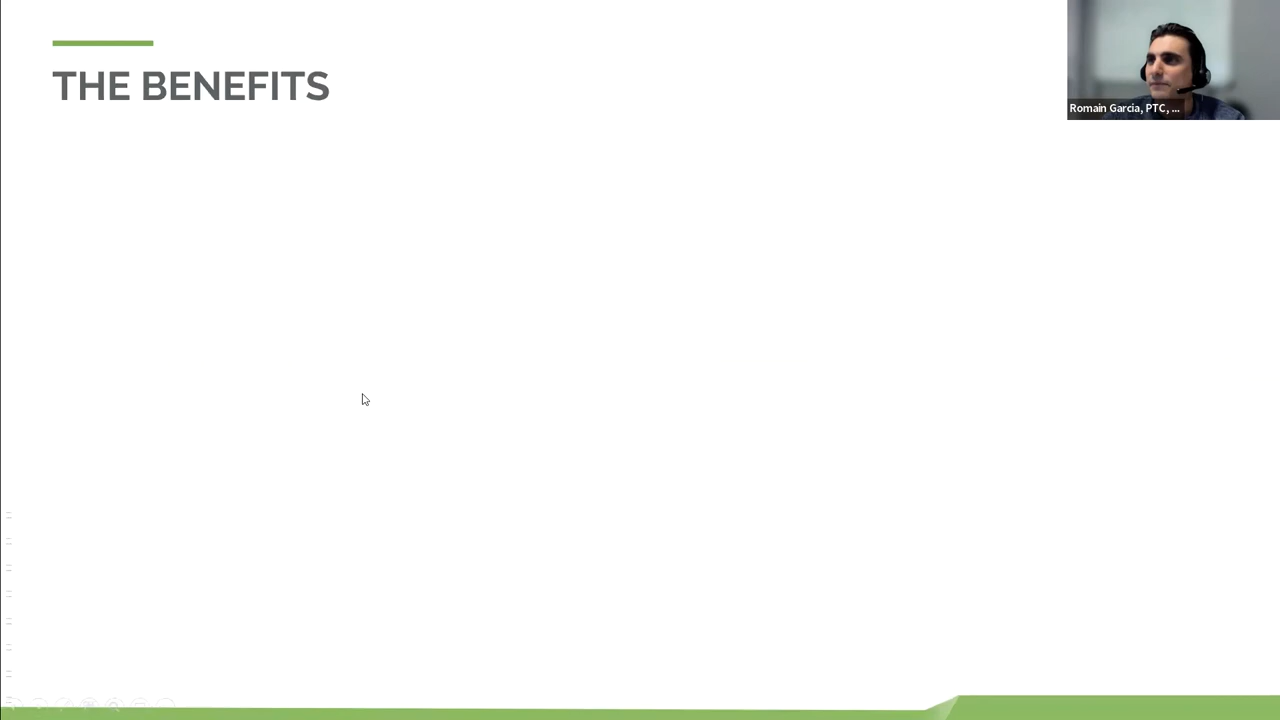 THE BENEFITS
Romain Garcia, PTC, ...